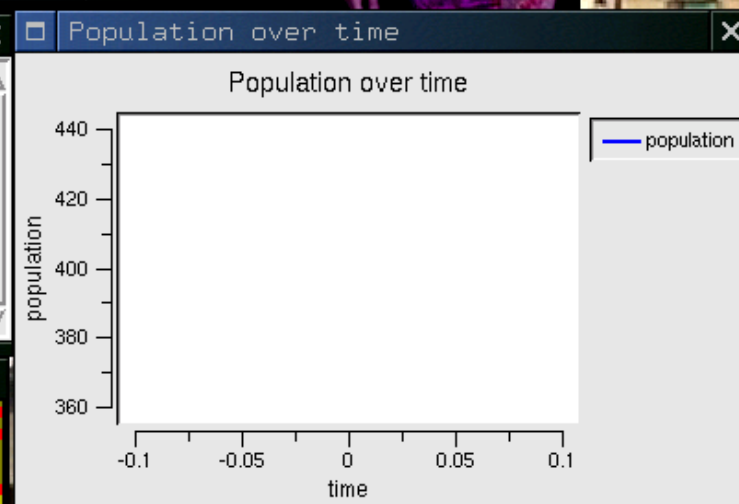 Population over time
Population over time
population
440
420
400
380
360
population
-0.1 -0.05 0 0.05 0.1
time